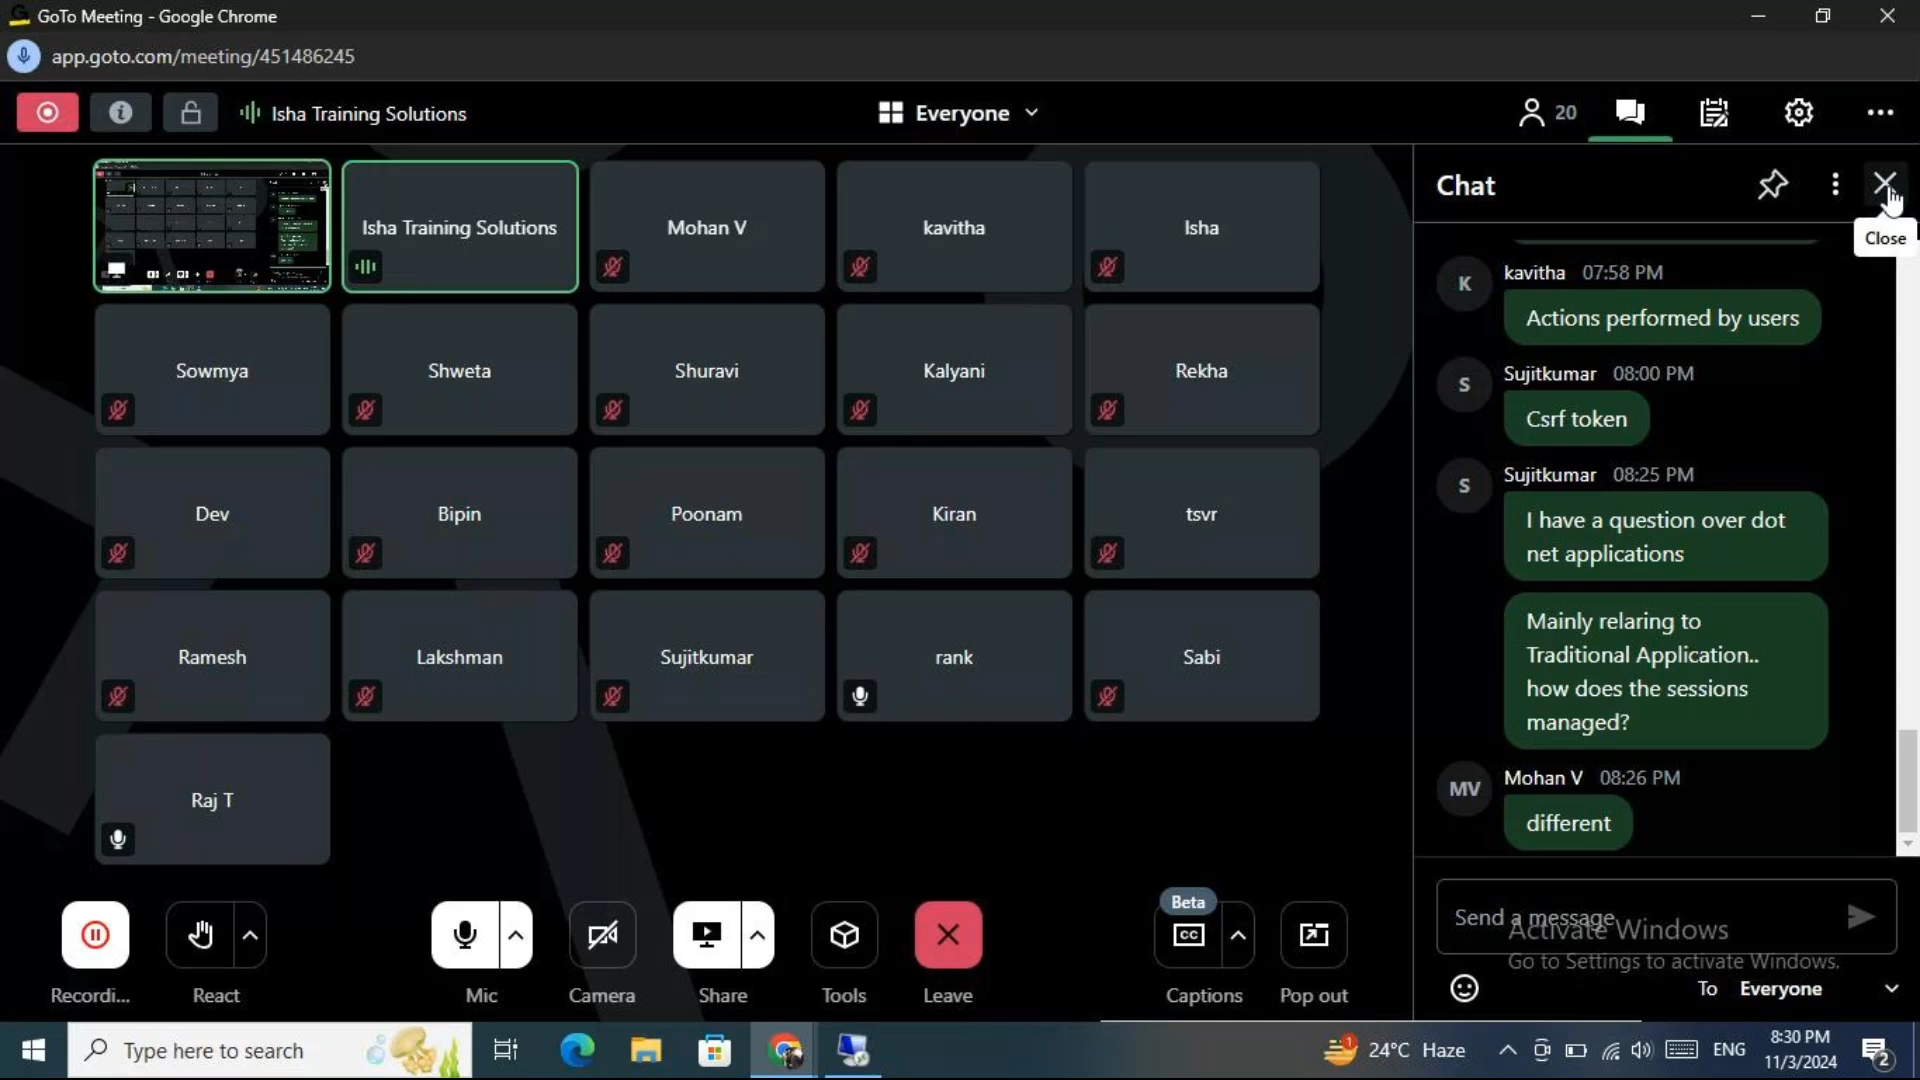 GoTo Meeting - Google Chrome
app.goto.com/meeting/451486245
Isha Training Solutions
Everyone
20
Chat
Close
Isha Training Solutions
Mohan V
kavitha
Isha
Sowmya
Shweta
Shuravi
Kalyani
Rekha
Dev
Bipin
Poonam
Kiran
tsvr
Ramesh
Lakshman
Sujitkumar
rank
Sabi
Raj T
K
kavitha 07:58 PM
Actions performed by users
Sujitkumar 08:00 PM
S
Csrf token
Sujitkumar 08:25 PM
S
I have a question over dot
net applications
Mainly relaring to
Traditional Application..
how does the sessions
managed?
Mohan V 08:26 PM
MV
different
Send a message
Activate Windows
Go to Settings to activate Windows.
To Everyone
Recordi...
React
Mic
Camera
Share
Tools
Leave
Beta
CC
Captions
Pop out
Type here to search
1
24°C Haze
ENG
8:30 PM
11/3/2024
2